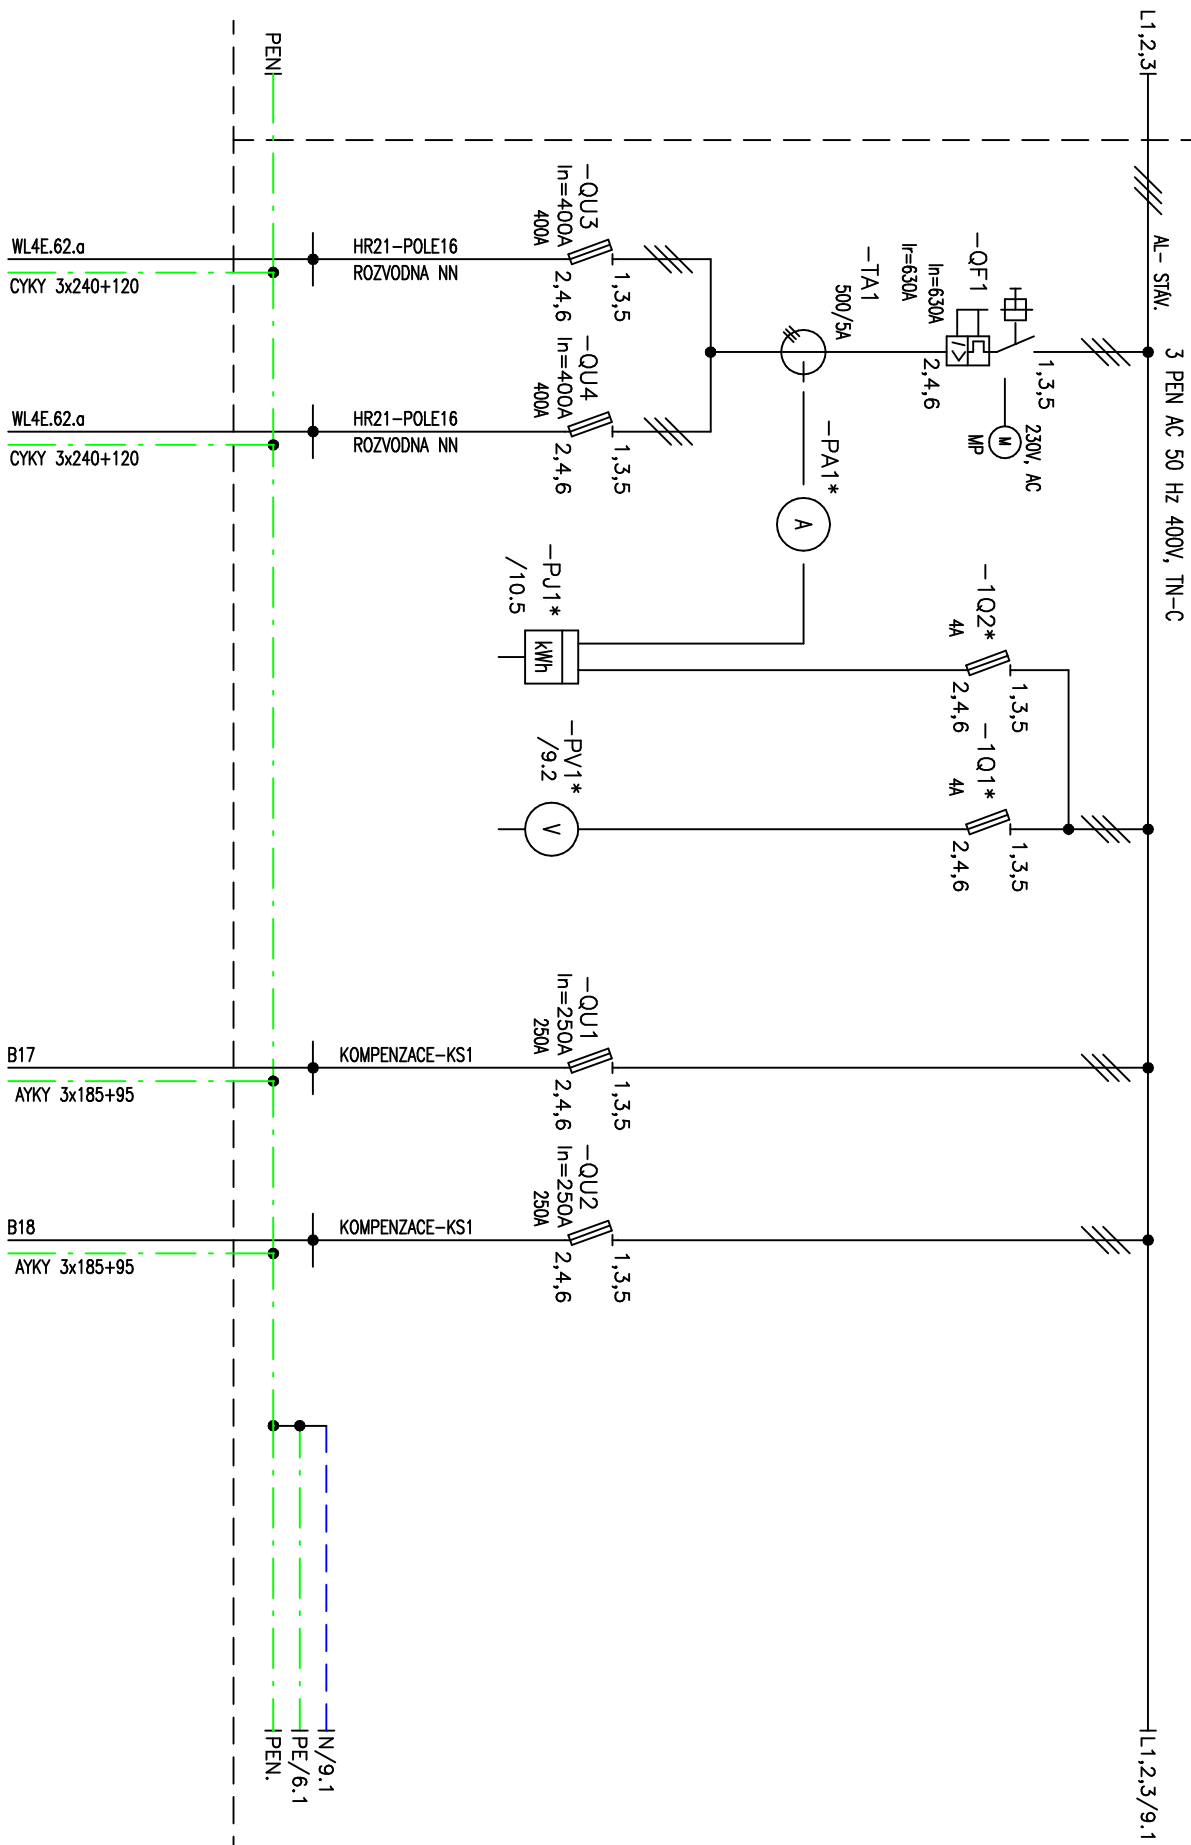 L1,2,3
AL- STÁV.
3 PEN AC 50 Hz 400V, TN-C
L1,2,3/9.1
-QF1
In=630A
Ir=630A
1,3,5
2,4,6
230V, AC
M
MP
-TA1
500/5A
-PA1*
A
-1Q2*
4A
1,3,5
2,4,6
-1Q1*
4A
1,3,5
2,4,6
-PJ1*
/10.5
kWh
-PV1*
/9.2
V
-QU3
In=400A
400A
1,3,5
2,4,6
-QU4
In=400A
400A
1,3,5
2,4,6
-QU1
In=250A
250A
1,3,5
2,4,6
-QU2
In=250A
250A
1,3,5
2,4,6
HR21-POLE16
ROZVODNA NN
HR21-POLE16
ROZVODNA NN
KOMPENZACE-KS1
KOMPENZACE-KS1
PEN
N/9.1
PE/6.1
PEN.
WL4E.62.a
CYKY 3x240+120
WL4E.62.a
CYKY 3x240+120
B17
AYKY 3x185+95
B18
AYKY 3x185+95